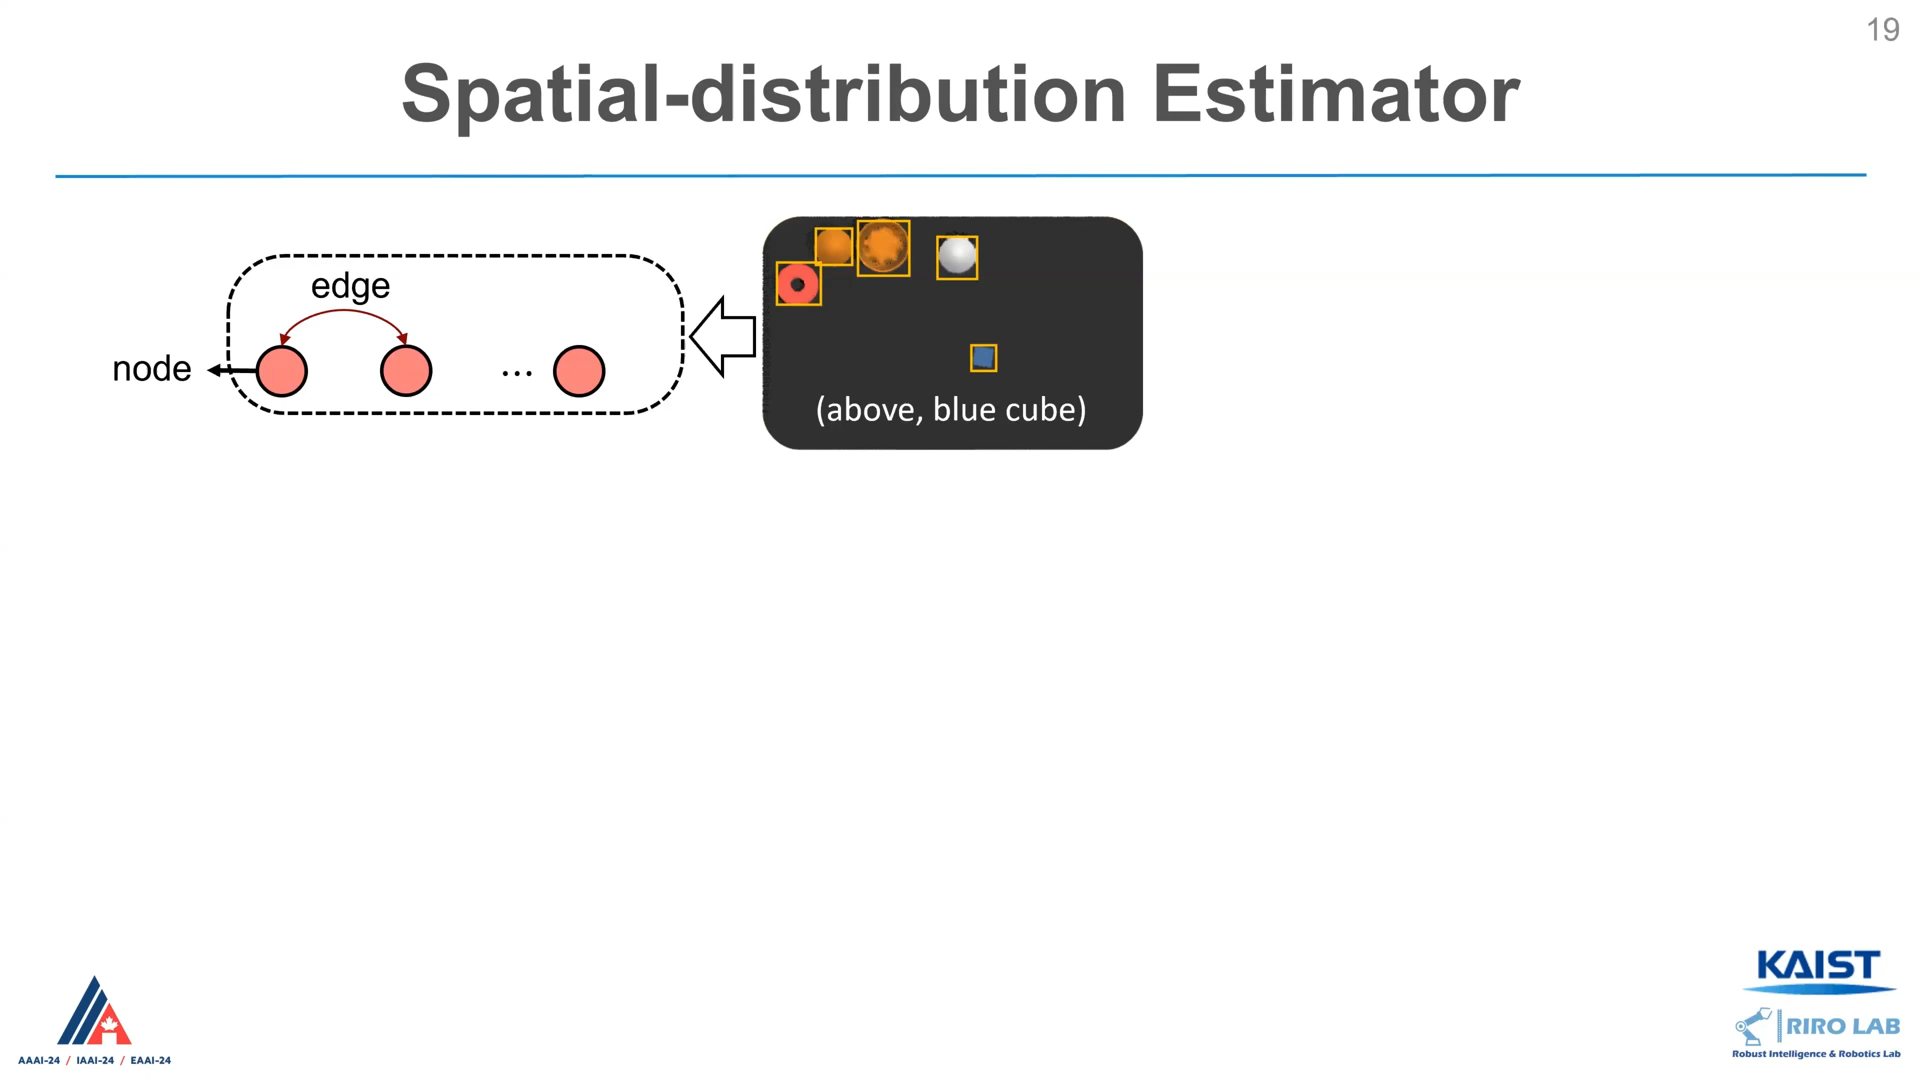 19
Spatial-distribution Estimator
edge
node
...
(above, blue cube)
KAIST
RIRO LAB
Robust Intelligence & Robotics Lab
AAAI-24 / IAAI-24 / EAAI-24